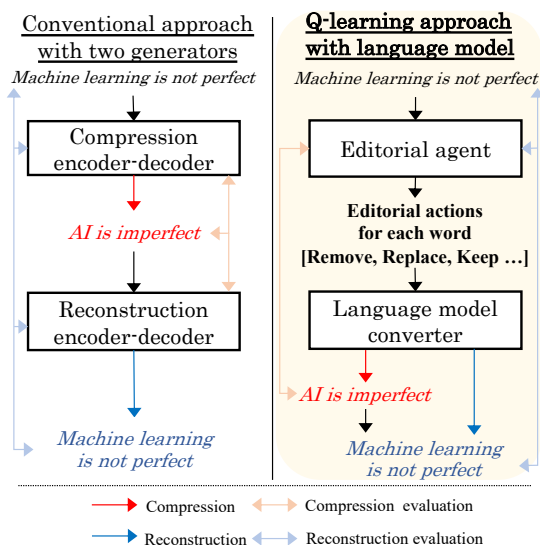 Conventional approach
with two generators
Machine learning is not perfect
Compression
encoder-decoder
AI is imperfect
Reconstruction
encoder-decoder
Machine learning
is not perfect
Q-learning approach
with language model
Machine learning is not perfect
Editorial agent
Editorial actions
for each word
[Remove, Replace, Keep …]
Language model
converter
AI is imperfect
Machine learning
is not perfect
Compression
Compression evaluation
Reconstruction
Reconstruction evaluation